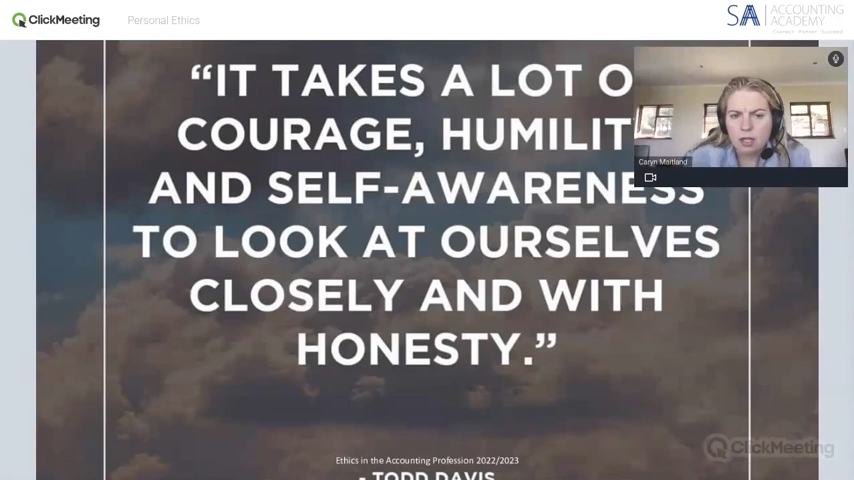 ClickMeeting
Personal Ethics
SA ACCOUNTING
ACADEMY
“IT TAKES A LOT O
COURAGE, HUMILIT
AND SELF-AWARENESS
TO LOOK AT OURSELVES
CLOSELY AND WITH
HONESTY.”
Caryn Maitland
ClickMeeting
Ethics in the Accounting Profession 2022/2023
- TODD DAVIS